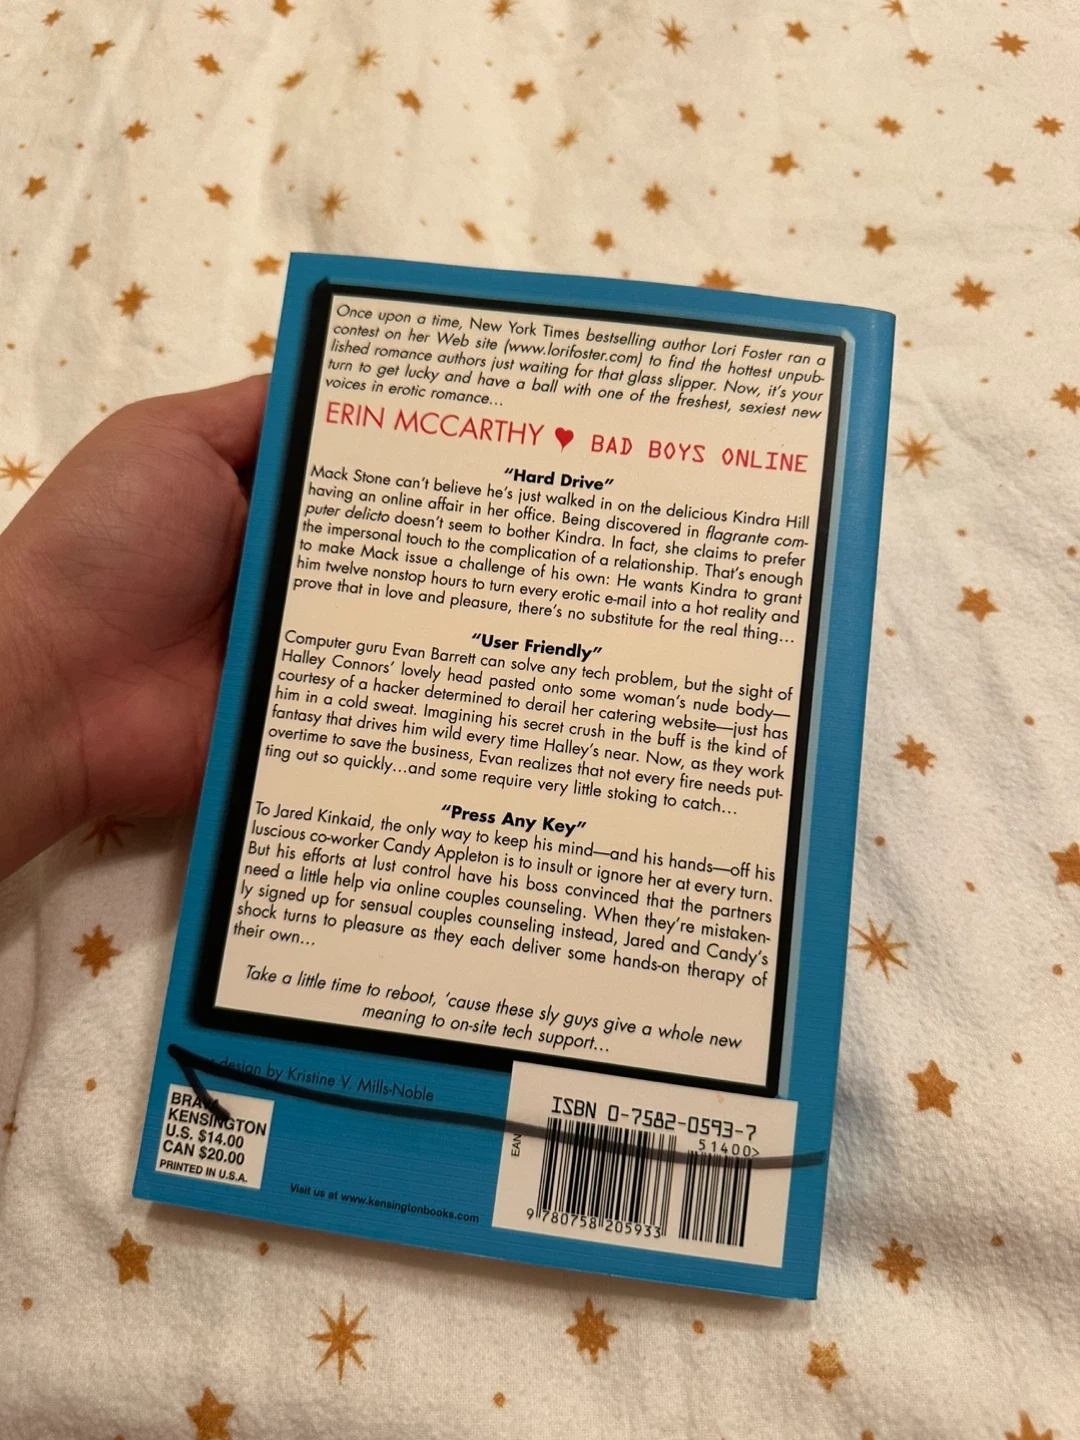 Once upon a time, New York Times bestselling author Lori Foster ran a
contest on her Web site (www.lorifoster.com) to find the hottest unpub-
lished romance authors just waiting for that glass slipper. Now, it's your
turn to get lucky and have a ball with one of the freshest, sexiest new
voices in erotic romance...
ERIN MCCARTHY ♥ BAD BOYS ONLINE
"Hard Drive"
Mack Stone can't believe he's just walked in on the delicious Kindra Hill
having an online affair in her office. Being discovered in flagrante com-
puter delicto doesn't seem to bother Kindra. In fact, she claims to prefer
the impersonal touch to the complication of a relationship. That's enough
to make Mack issue a challenge of his own: He wants Kindra to grant
him twelve nonstop hours to turn every erotic e-mail into a hot reality and
prove that in love and pleasure, there's no substitute for the real thing...
"User Friendly"
Computer guru Evan Barrett can solve any tech problem, but the sight of
Halley Connors' lovely head pasted onto some woman's nude body—
courtesy of a hacker determined to derail her catering website—just has
him in a cold sweat. Imagining his secret crush in the buff is the kind of
fantasy that drives him wild every time Halley's near. Now, as they work
overtime to save the business, Evan realizes that not every fire needs put-
ting out so quickly...and some require very little stoking to catch...
"Press Any Key"
To Jared Kinkaid, the only way to keep his mind—and his hands—off his
luscious co-worker Candy Appleton is to insult or ignore her at every turn.
But his efforts at lust control have his boss convinced that the partners
need a little help via online couples counseling. When they're mistaken-
ly signed up for sensual couples counseling instead, Jared and Candy's
shock turns to pleasure as they each deliver some hands-on therapy of
their own...
Take a little time to reboot, 'cause these sly guys give a whole new
meaning to on-site tech support...
design by Kristine V. Mills-Noble
BRAVA
KENSINGTON
U.S. $14.00
CAN $20.00
PRINTED IN U.S.A.
Visit us at www.kensingtonbooks.com
EAN
ISBN 0-7582-0593-7
51400>
9 780758 205933